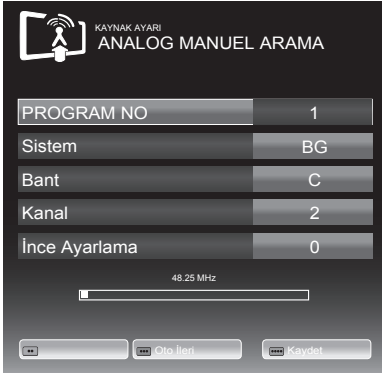 KAYNAK AYARI
ANALOG MANUEL ARAMA
PROGRAM NO 1
Sistem BG
Bant C
Kanal 2
İnce Ayarlama 0
48.25 MHz
Oto İleri Kaydet